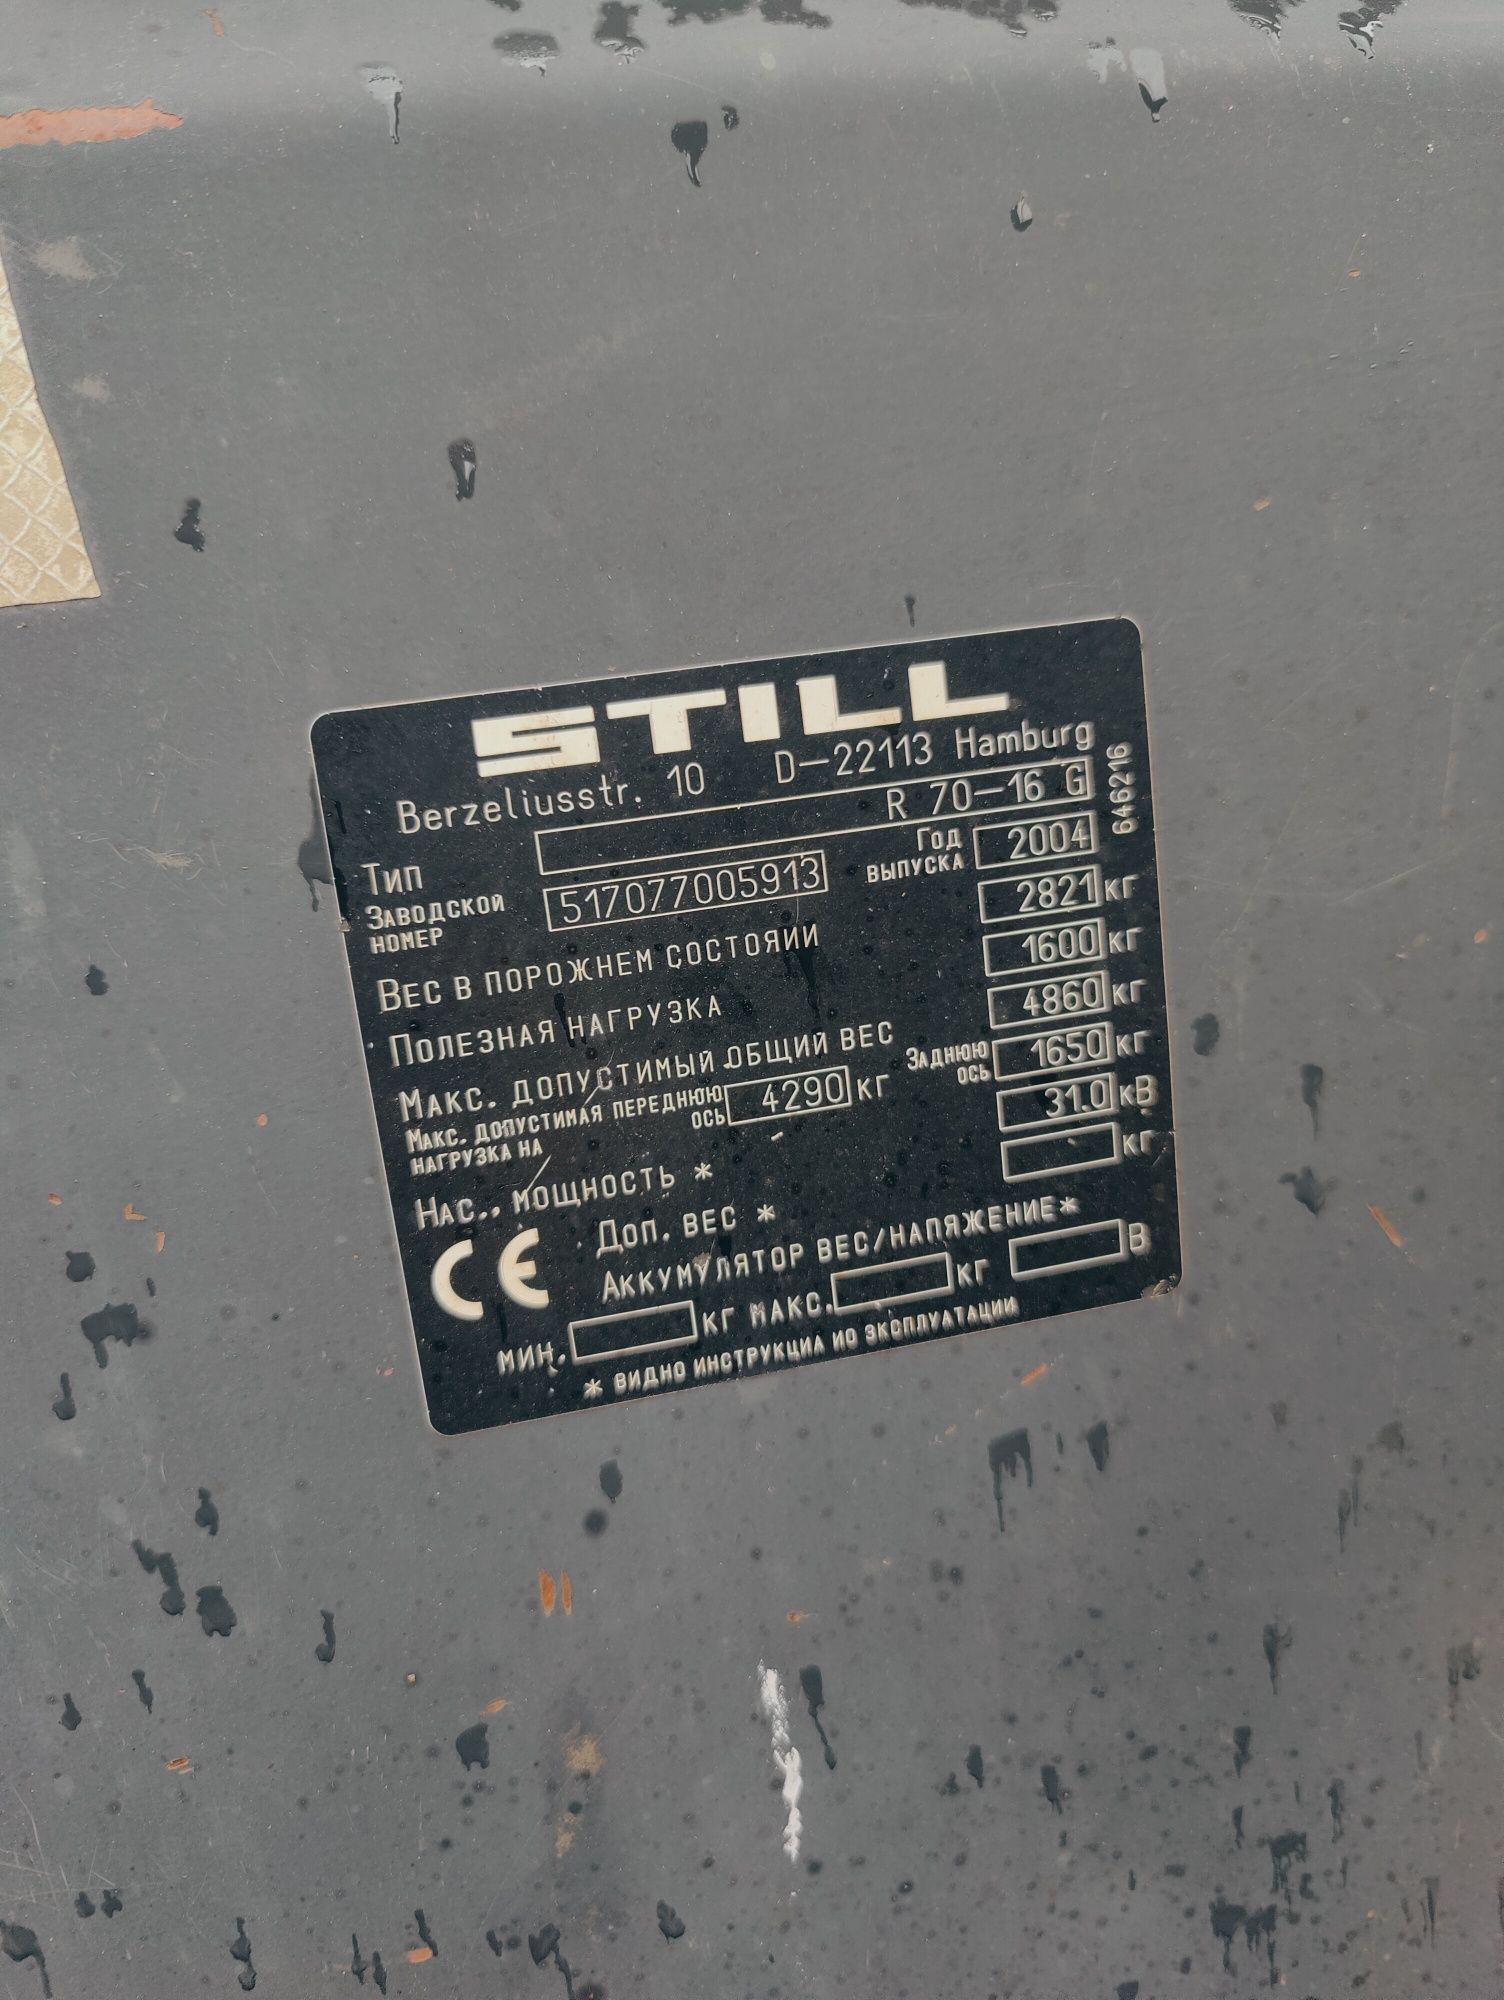 STILL
Berzeliusstr. 10 D-22113 Hamburg
646216
Тип R 70-16 G
Заводской номер 517077005913 Год выпуска 2004
Вес в порожнем состояии 2821 кг
Полезная нагрузка 1600 кг
Макс. допустимый общий вес 4860 кг
Макс. допустимая переднюю нагрузка на ось 4290 кг Заднюю ось 1650 кг
Нас., мощность * 31.0 кВ
Доп. вес * кг
CE
Аккумулятор вес/напряжение* В
мин. кг макс. кг
* видно инструкциа ио эксплуатации